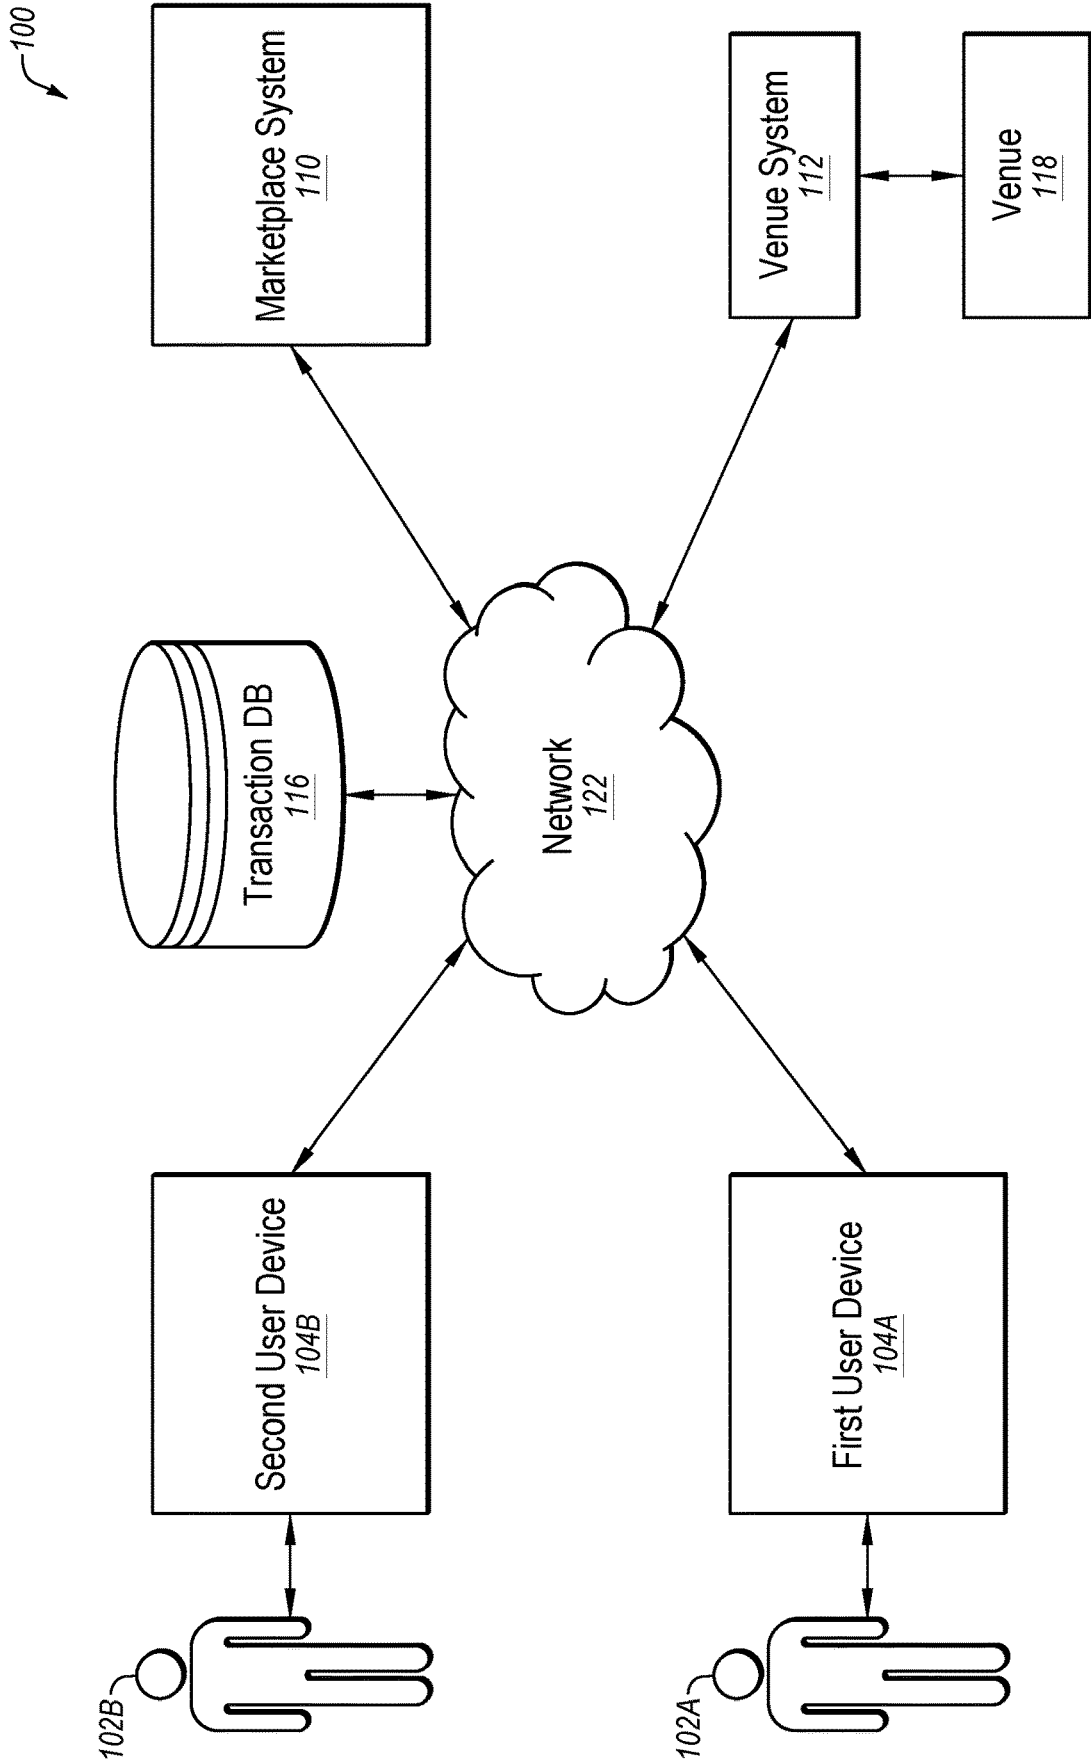 100
102B
Second User Device
104B
Transaction DB
116
Marketplace System
110
Network
122
102A
First User Device
104A
Venue System
112
Venue
118